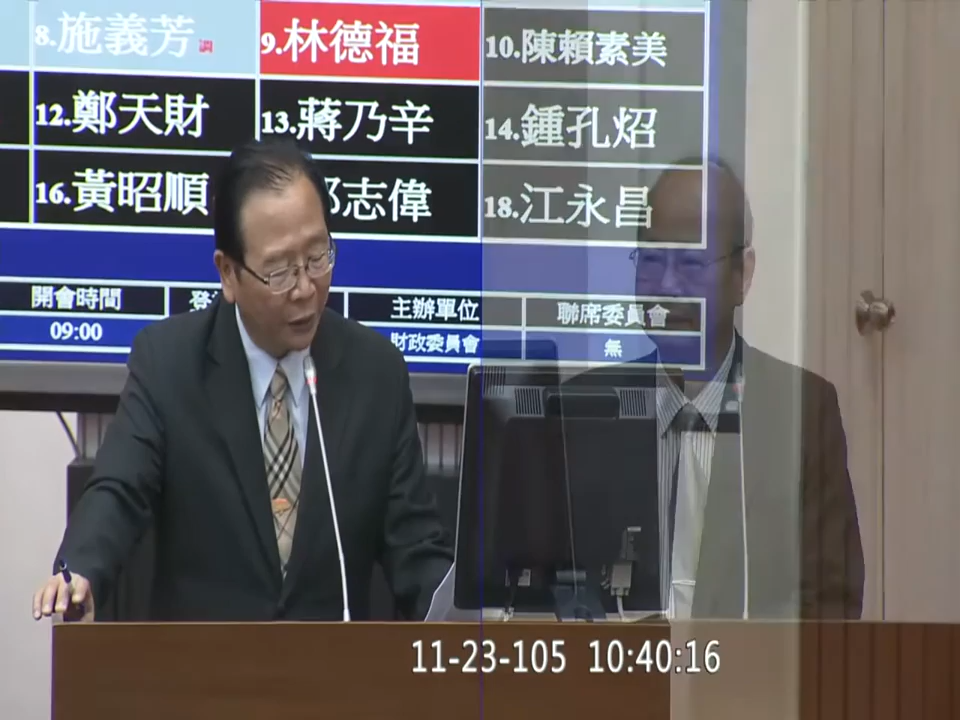 8.施義芳 調 9.林德福 10.陳賴素美
12.鄭天財 13.蔣乃辛 14.鍾孔炤
16.黃昭順 志偉 18.江永昌
開會時間 主辦單位 聯席委員會
09:00 財政委員會 無
11-23-105 10:40:16